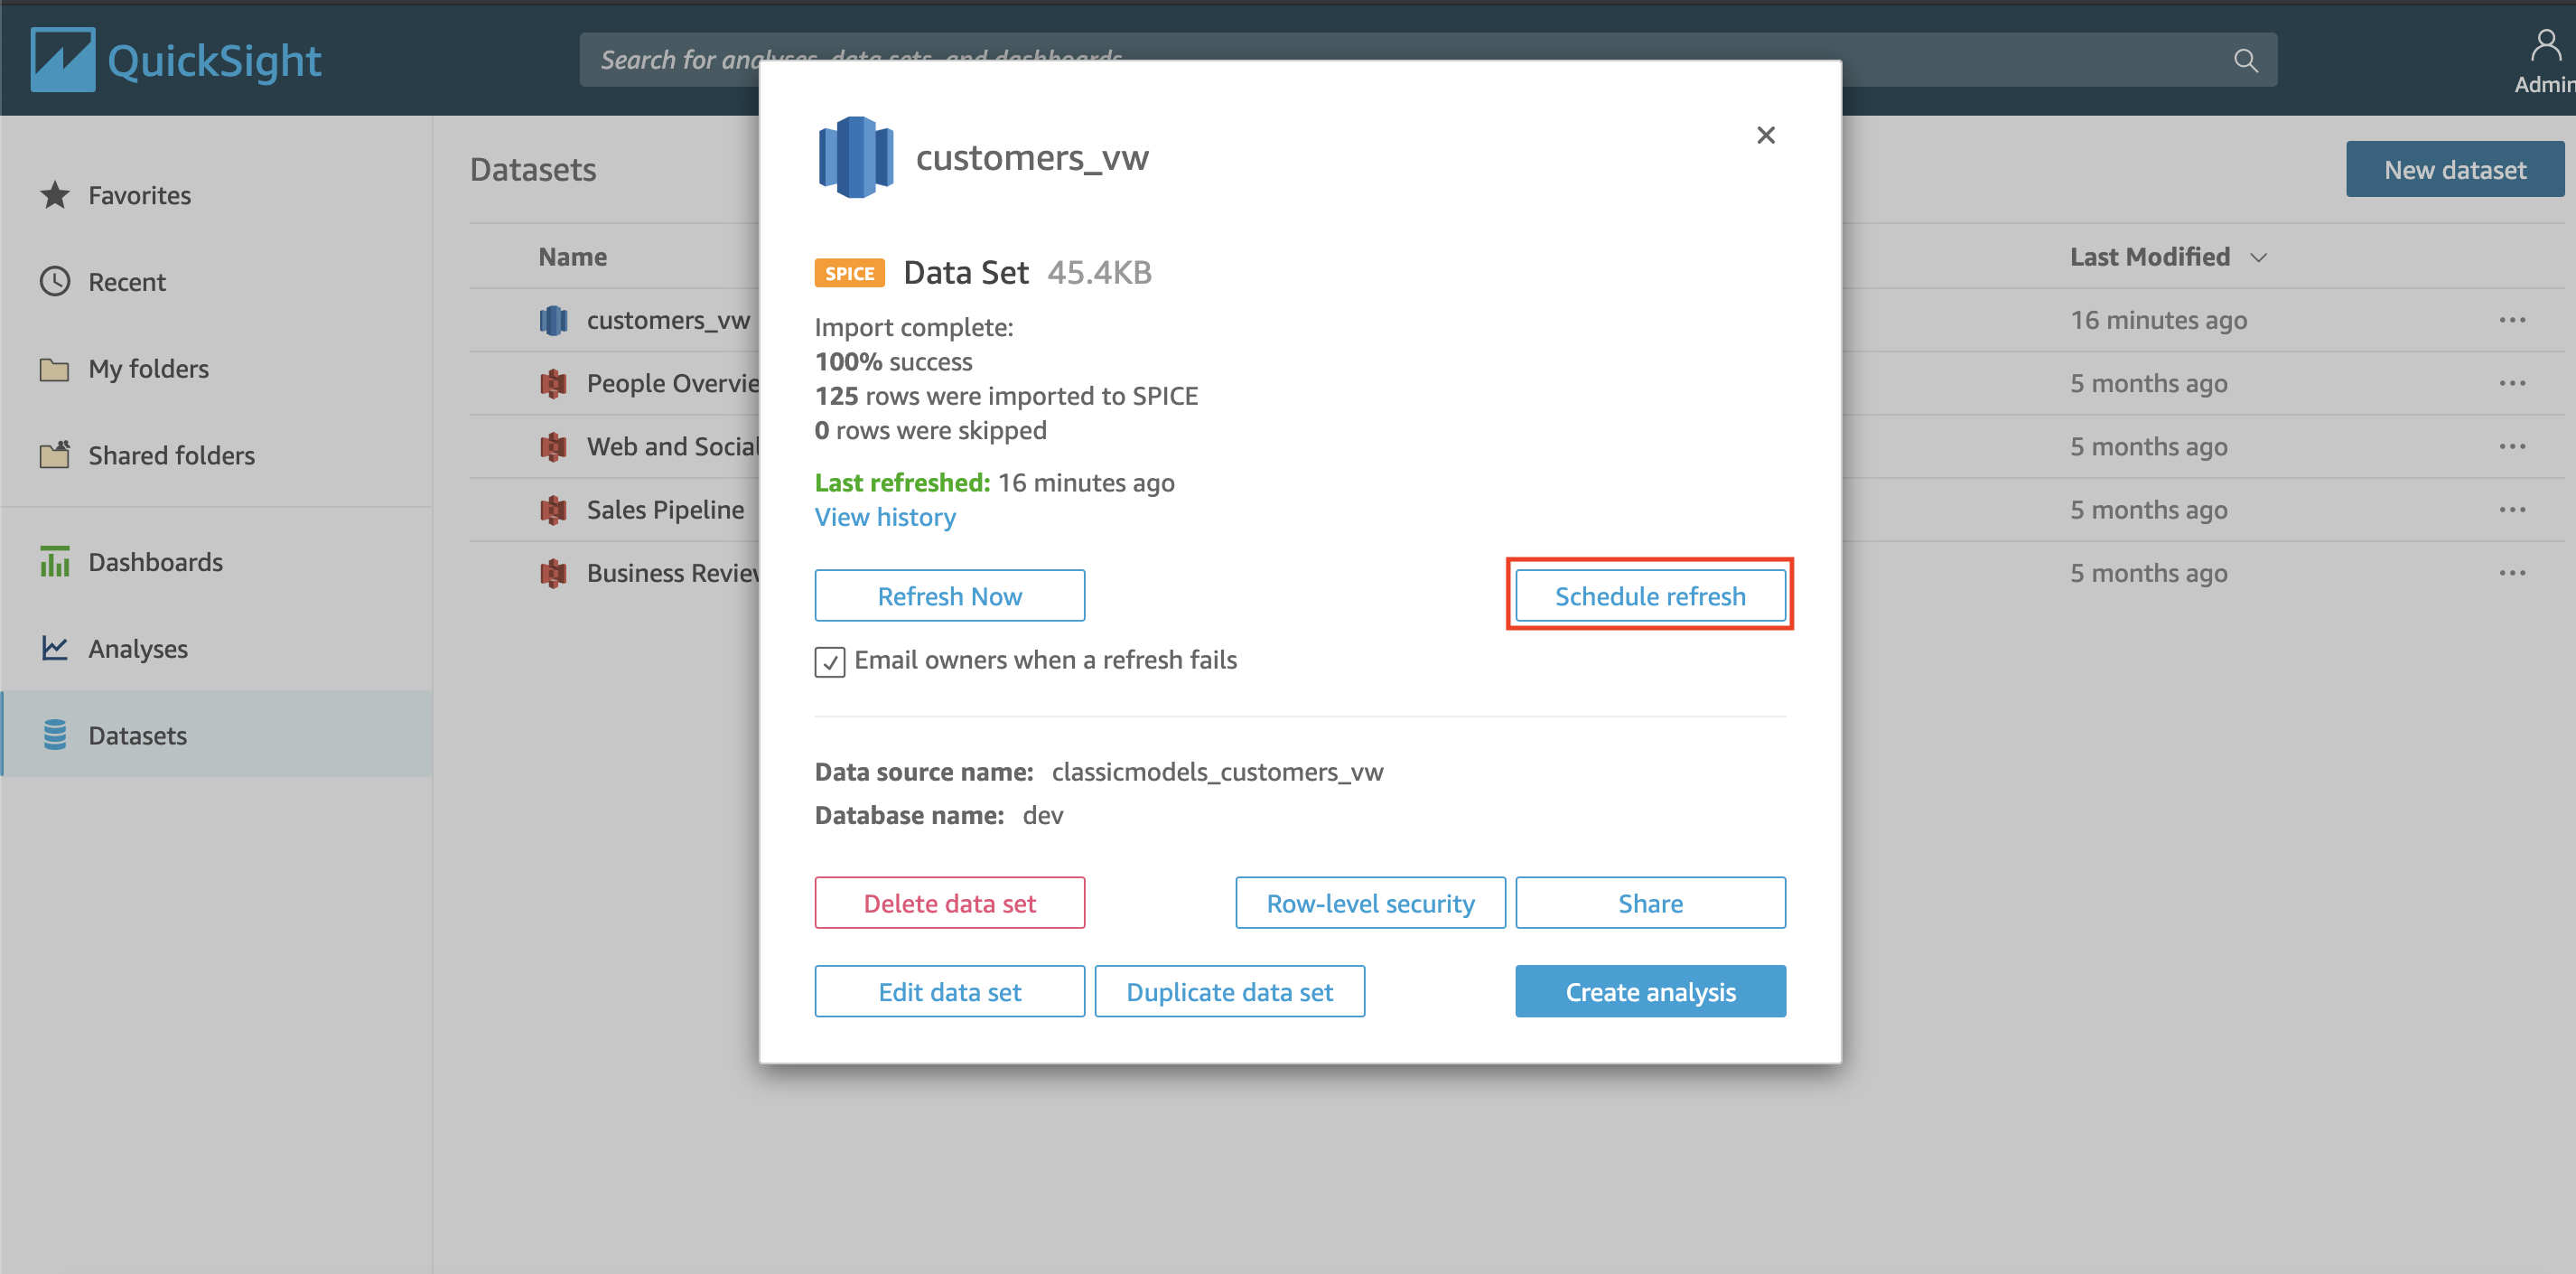 QuickSight
Search for analyses, data sets, and dashboards
Admin
Favorites
Recent
My folders
Shared folders
Dashboards
Analyses
Datasets
Datasets
New dataset
Name
Last Modified
customers_vw
16 minutes ago
People Overvie
5 months ago
Web and Social
5 months ago
Sales Pipeline
5 months ago
Business Review
5 months ago
customers_vw
SPICE Data Set 45.4KB
Import complete:
100% success
125 rows were imported to SPICE
0 rows were skipped
Last refreshed: 16 minutes ago
View history
Refresh Now
Schedule refresh
Email owners when a refresh fails
Data source name: classicmodels_customers_vw
Database name: dev
Delete data set
Row-level security
Share
Edit data set
Duplicate data set
Create analysis